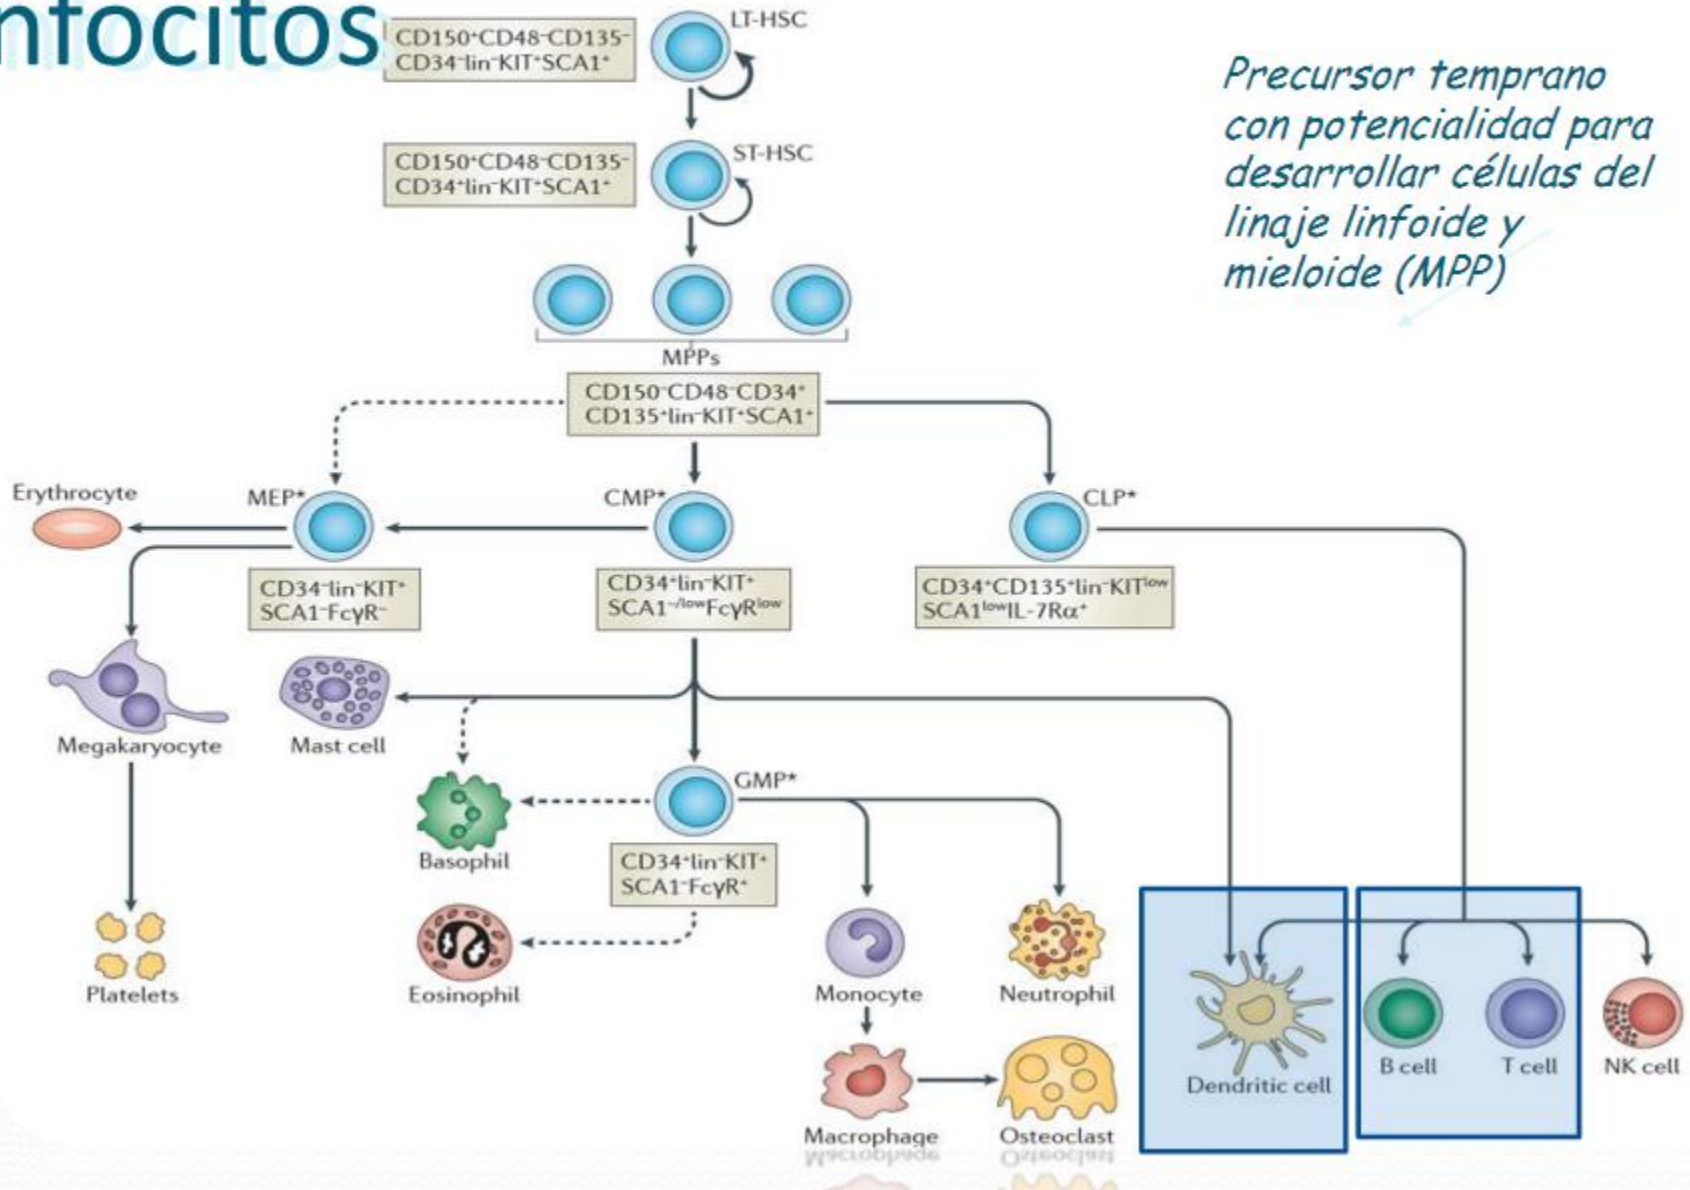 nfocitos
CD150⁺CD48⁻CD135⁻
CD34⁻lin⁻KIT⁺SCA1⁺
LT-HSC
Precursor temprano
con potencialidad para
desarrollar células del
linaje linfoide y
mieloide (MPP)
CD150⁺CD48⁻CD135⁻
CD34⁺lin⁻KIT⁺SCA1⁺
ST-HSC
MPPs
CD150⁻CD48⁻CD34⁺
CD135⁺lin⁻KIT⁺SCA1⁺
Erythrocyte
MEP*
CMP*
CLP*
CD34⁻lin⁻KIT⁺
SCA1⁻FcγR⁻
CD34⁺lin⁻KIT⁺
SCA1⁻/ˡᵒʷFcγRˡᵒʷ
CD34⁺CD135⁺lin⁻KITˡᵒʷ
SCA1ˡᵒʷIL-7Rα⁺
Megakaryocyte
Mast cell
GMP*
Basophil
CD34⁺lin⁻KIT⁺
SCA1⁻FcγR⁺
Platelets
Eosinophil
Monocyte
Neutrophil
Dendritic cell
B cell
T cell
NK cell
Macrophage
Osteoclast